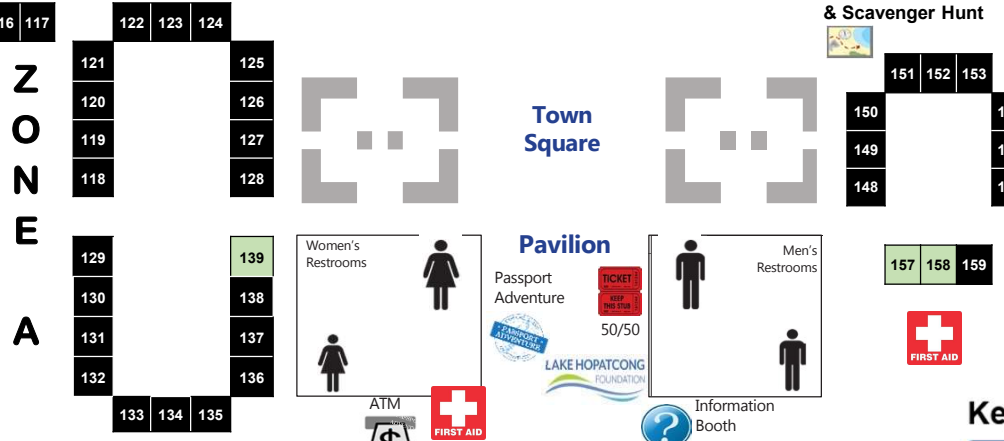 & Scavenger Hunt
16 117
122 123 124
151 152 153
121
125
120
126
119
127
118
128
150
149
148
Town
Square
ZONE
A
129
130
131
132
139
138
137
136
133 134 135
Women's
Restrooms
Pavilion
Passport
Adventure
PASSPORT
ADVENTURE
TICKET
KEEP
THIS STUB
50/50
LAKE HOPATCONG
FOUNDATION
Men's
Restrooms
157 158 159
FIRST AID
ATM
FIRST AID
?
Information
Booth